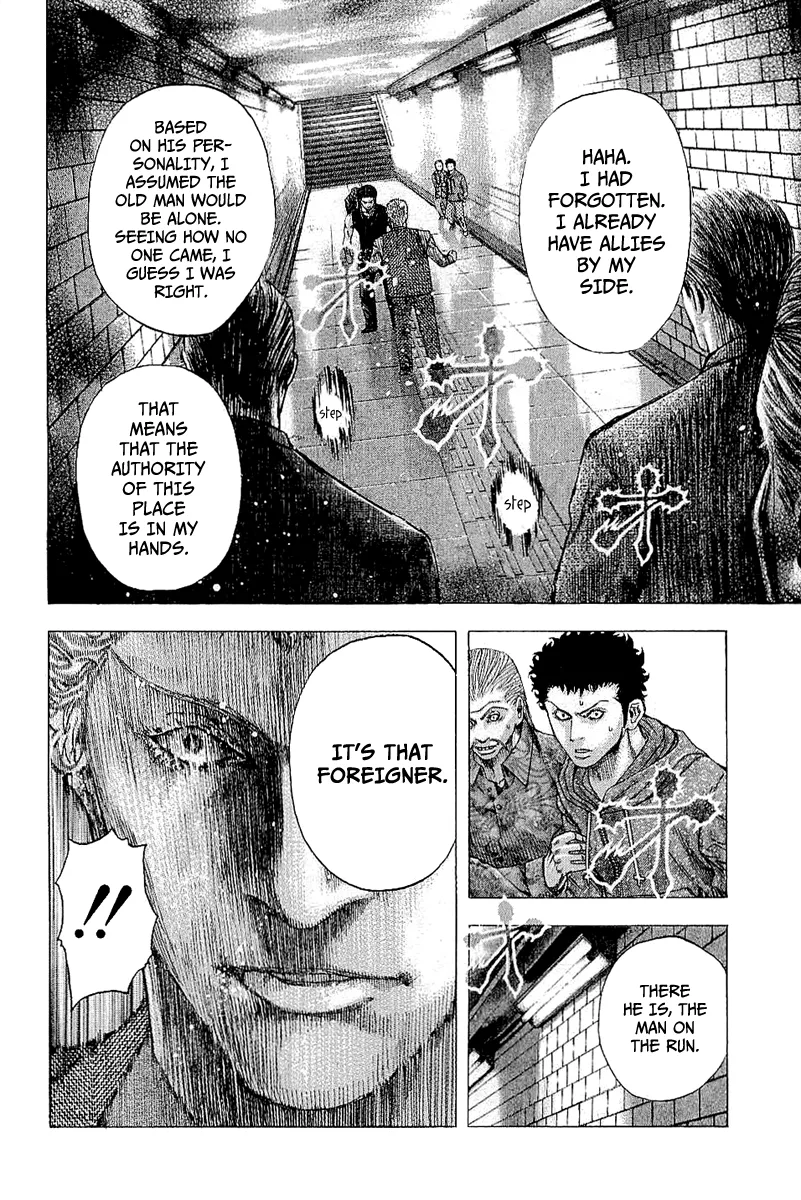 HAHA.
I HAD
FORGOTTEN.
I ALREADY
HAVE ALLIES
BY MY
SIDE.
BASED
ON HIS PER-
SONALITY, I
ASSUMED THE
OLD MAN WOULD
BE ALONE.
SEEING HOW NO
ONE CAME, I
GUESS I WAS
RIGHT.
THAT
MEANS
THAT THE
AUTHORITY
OF THIS
PLACE
IS IN MY
HANDS.
step
step
THERE
HE IS, THE
MAN ON
THE RUN.
IT'S THAT
FOREIGNER.
!!